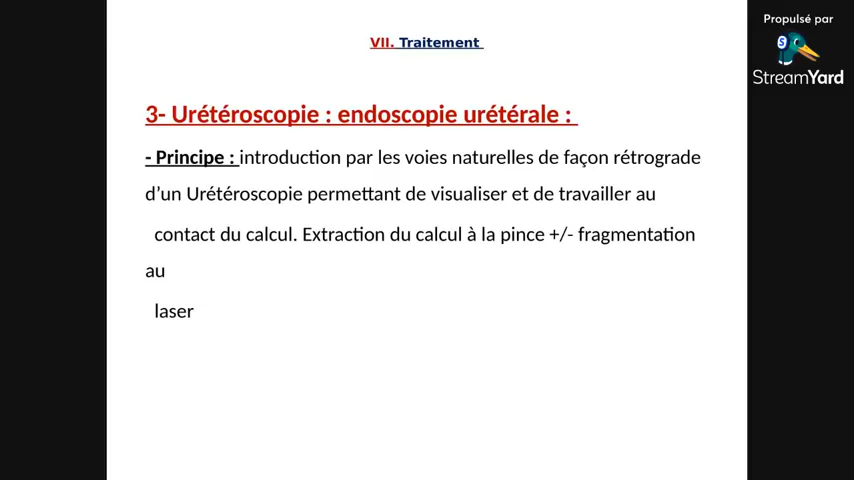 Propulsé par
StreamYard
VII. Traitement
3- Urétéroscopie : endoscopie urétérale :
- Principe : introduction par les voies naturelles de façon rétrograde
d’un Urétéroscopie permettant de visualiser et de travailler au
contact du calcul. Extraction du calcul à la pince +/- fragmentation
au
laser